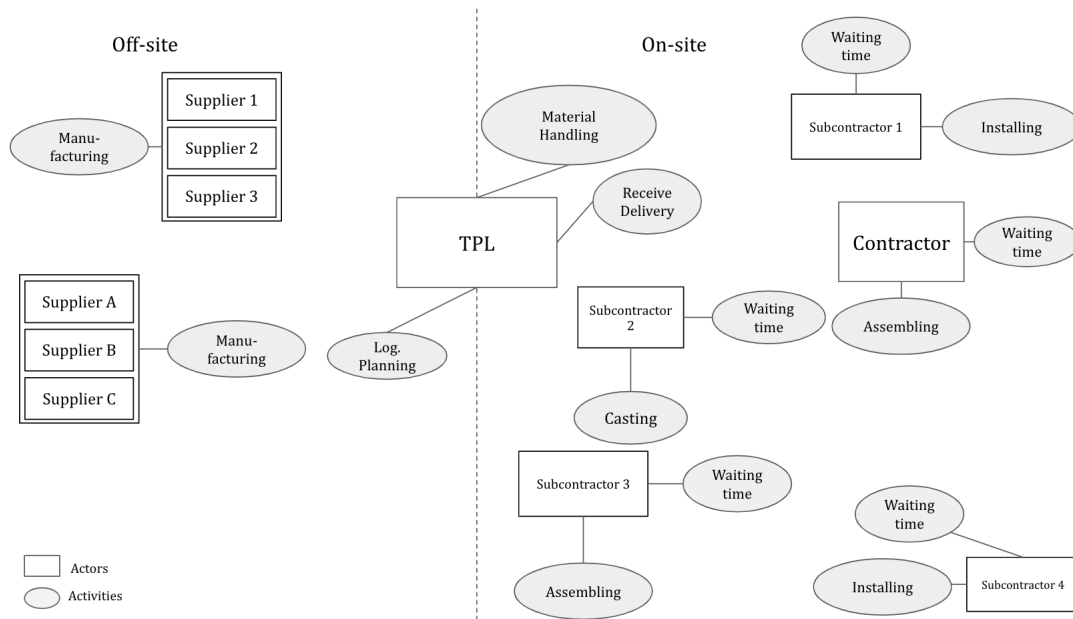 Off-site
Supplier 1
Supplier 2
Supplier 3
Manu-
facturing
Supplier A
Supplier B
Supplier C
Manu-
facturing
On-site
Material
Handling
Receive
Delivery
TPL
Log.
Planning
Waiting
time
Subcontractor 1
Installing
Contractor
Waiting
time
Assembling
Subcontractor
2
Waiting
time
Casting
Subcontractor 3
Waiting
time
Assembling
Waiting
time
Installing
Subcontractor 4
Actors
Activities